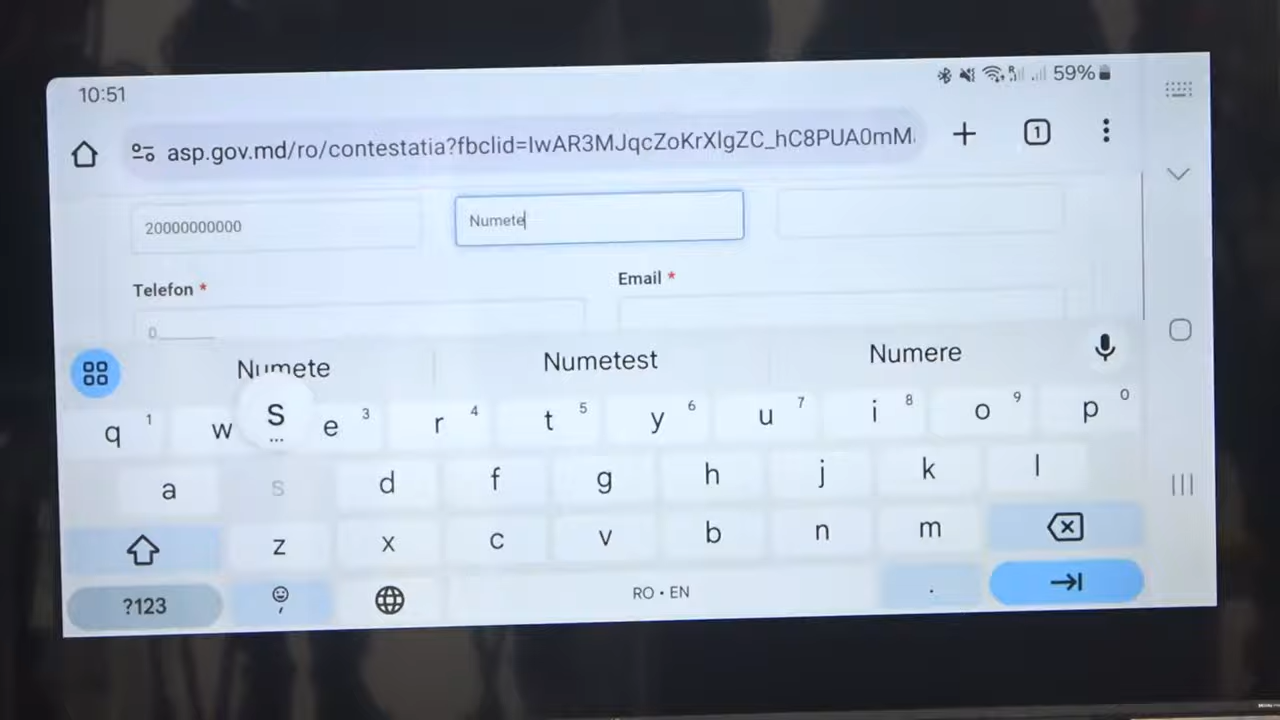 10:51
59%
asp.gov.md/ro/contestatia?fbclid=IwAR3MJqcZoKrXlgZC_hC8PUA0mM
1
20000000000
Numete
Telefon *
Email *
0
Numete
Numetest
Numere
S
q 1 w e 3 r 4 t 5 y 6 u 7 i 8 o 9 p 0
a s d f g h j k l
z x c v b n m
?123
,
RO • EN
.